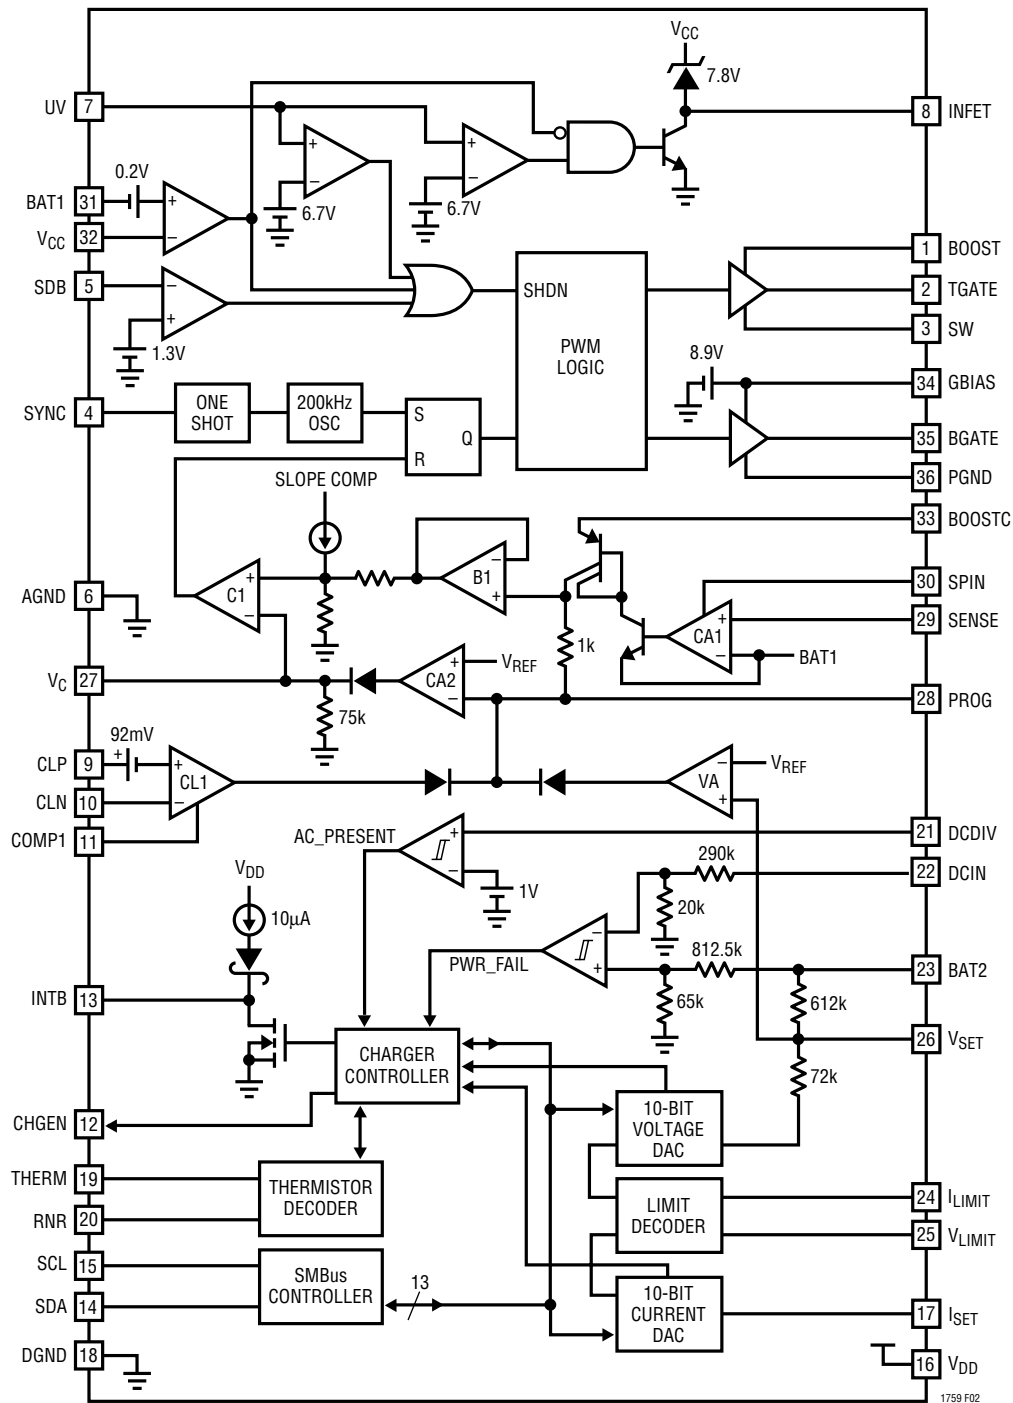 VCC
7.8V
UV 7
8 INFET
+
−
+
−
6.7V
6.7V
0.2V
BAT1 31
VCC 32
+
−
SDB 5
−
+
1.3V
SHDN
PWM
LOGIC
1 BOOST
2 TGATE
3 SW
8.9V
34 GBIAS
35 BGATE
36 PGND
SYNC 4
ONE
SHOT
200kHz
OSC
S
R
Q
SLOPE COMP
33 BOOSTC
C1
+
−
B1
−
+
1k
CA1
+
−
BAT1
30 SPIN
29 SENSE
AGND 6
VC 27
75k
CA2
+
−
VREF
28 PROG
92mV
+
CLP 9
CLN 10
COMP1 11
CL1
+
−
VA
−
+
VREF
AC_PRESENT
+
−
1V
21 DCDIV
290k
22 DCIN
20k
VDD
10µA
PWR_FAIL
−
+
812.5k
65k
23 BAT2
612k
INTB 13
26 VSET
72k
CHARGER
CONTROLLER
CHGEN 12
10-BIT
VOLTAGE
DAC
THERM 19
RNR 20
THERMISTOR
DECODER
LIMIT
DECODER
24 ILIMIT
25 VLIMIT
SCL 15
SDA 14
SMBus
CONTROLLER
13
10-BIT
CURRENT
DAC
17 ISET
DGND 18
16 VDD
1759 F02